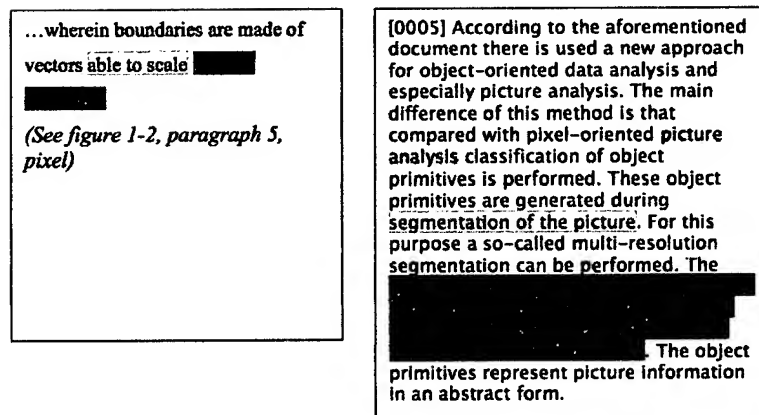 ...wherein boundaries are made of
vectors able to scale
(See figure 1-2, paragraph 5,
pixel)
[0005] According to the aforementioned
document there is used a new approach
for object-oriented data analysis and
especially picture analysis. The main
difference of this method is that
compared with pixel-oriented picture
analysis classification of object
primitives is performed. These object
primitives are generated during
segmentation of the picture. For this
purpose a so-called multi-resolution
segmentation can be performed. The
. The object
primitives represent picture information
in an abstract form.